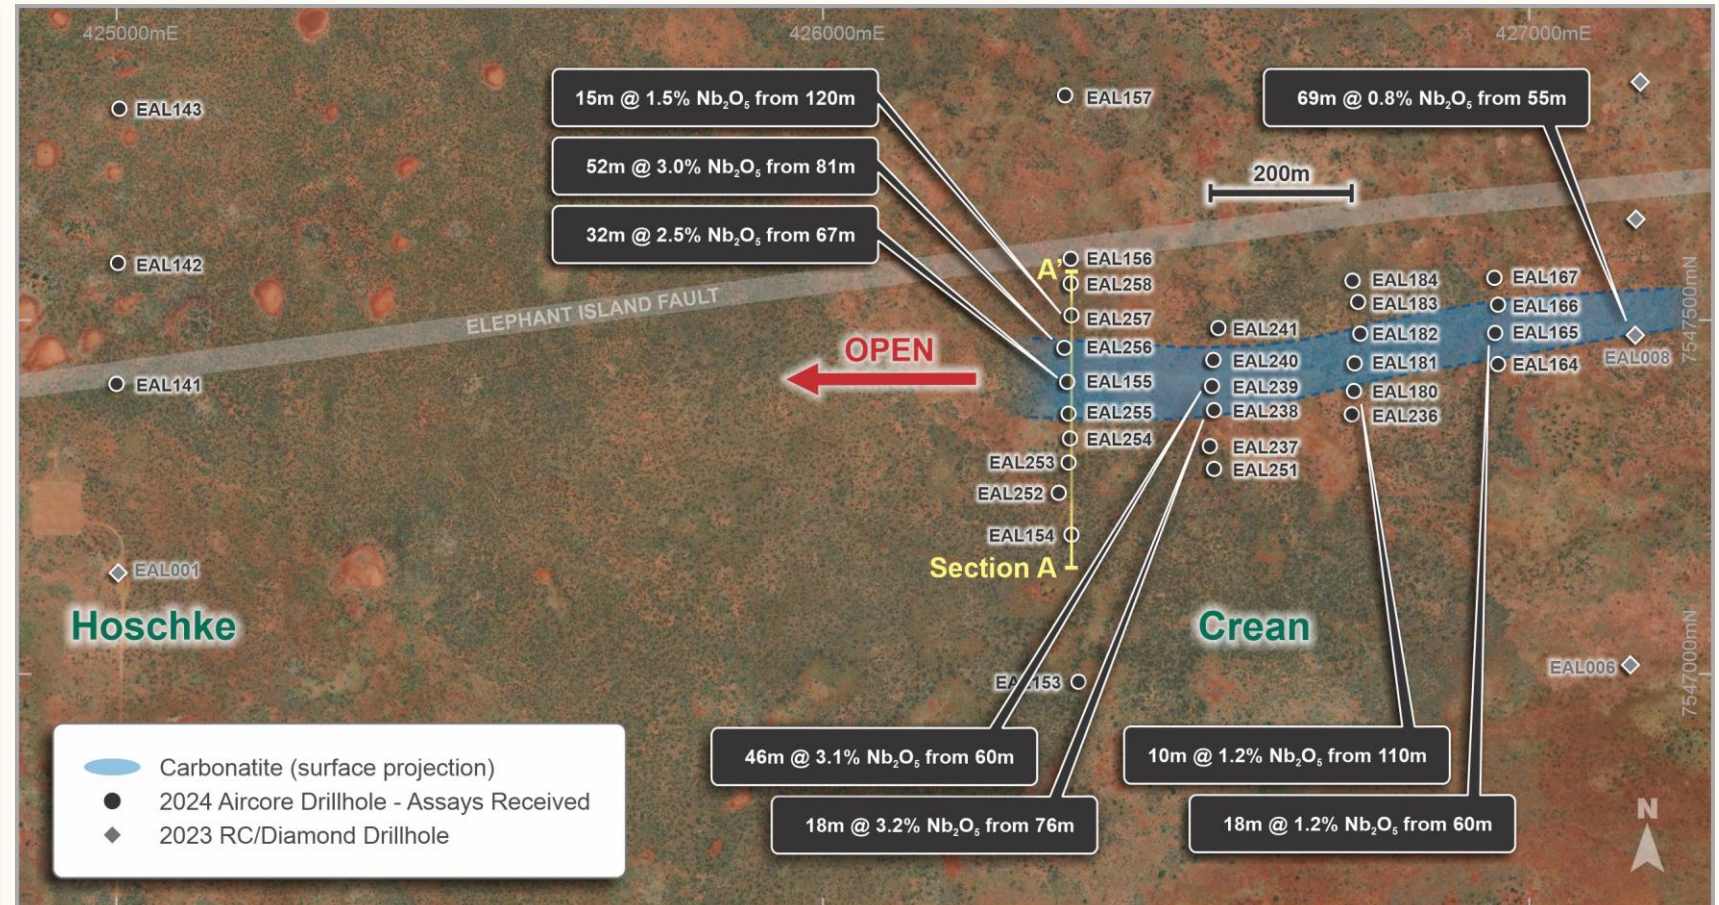 425000mE
426000mE
427000mE
EAL143
15m @ 1.5% Nb₂O₅ from 120m
EAL157
69m @ 0.8% Nb₂O₅ from 55m
52m @ 3.0% Nb₂O₅ from 81m
200m
32m @ 2.5% Nb₂O₅ from 67m
EAL142
EAL156
A'
EAL258
EAL184
EAL167
ELEPHANT ISLAND FAULT
EAL183
EAL166
EAL257
EAL241
EAL182
EAL165
7547500mN
OPEN
EAL256
EAL240
EAL181
EAL164
EAL008
EAL141
EAL155
EAL239
EAL180
EAL255
EAL238
EAL236
EAL254
EAL237
EAL253
EAL251
EAL252
EAL154
EAL001
Section A
Hoschke
Crean
EAL153
EAL006
7547000mN
46m @ 3.1% Nb₂O₅ from 60m
10m @ 1.2% Nb₂O₅ from 110m
18m @ 3.2% Nb₂O₅ from 76m
18m @ 1.2% Nb₂O₅ from 60m
Carbonatite (surface projection)
2024 Aircore Drillhole - Assays Received
2023 RC/Diamond Drillhole
N